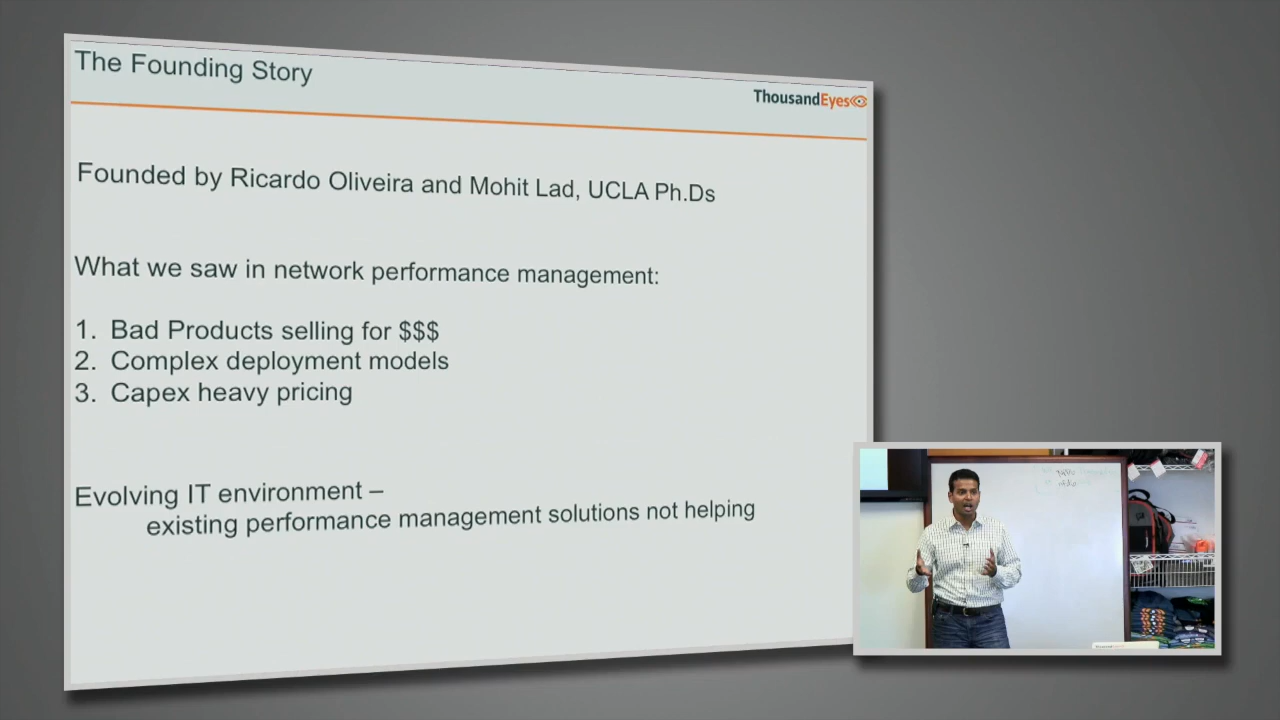 The Founding Story
ThousandEyes
Founded by Ricardo Oliveira and Mohit Lad, UCLA Ph.Ds
What we saw in network performance management:
1. Bad Products selling for $$$
2. Complex deployment models
3. Capex heavy pricing
Evolving IT environment –
existing performance management solutions not helping